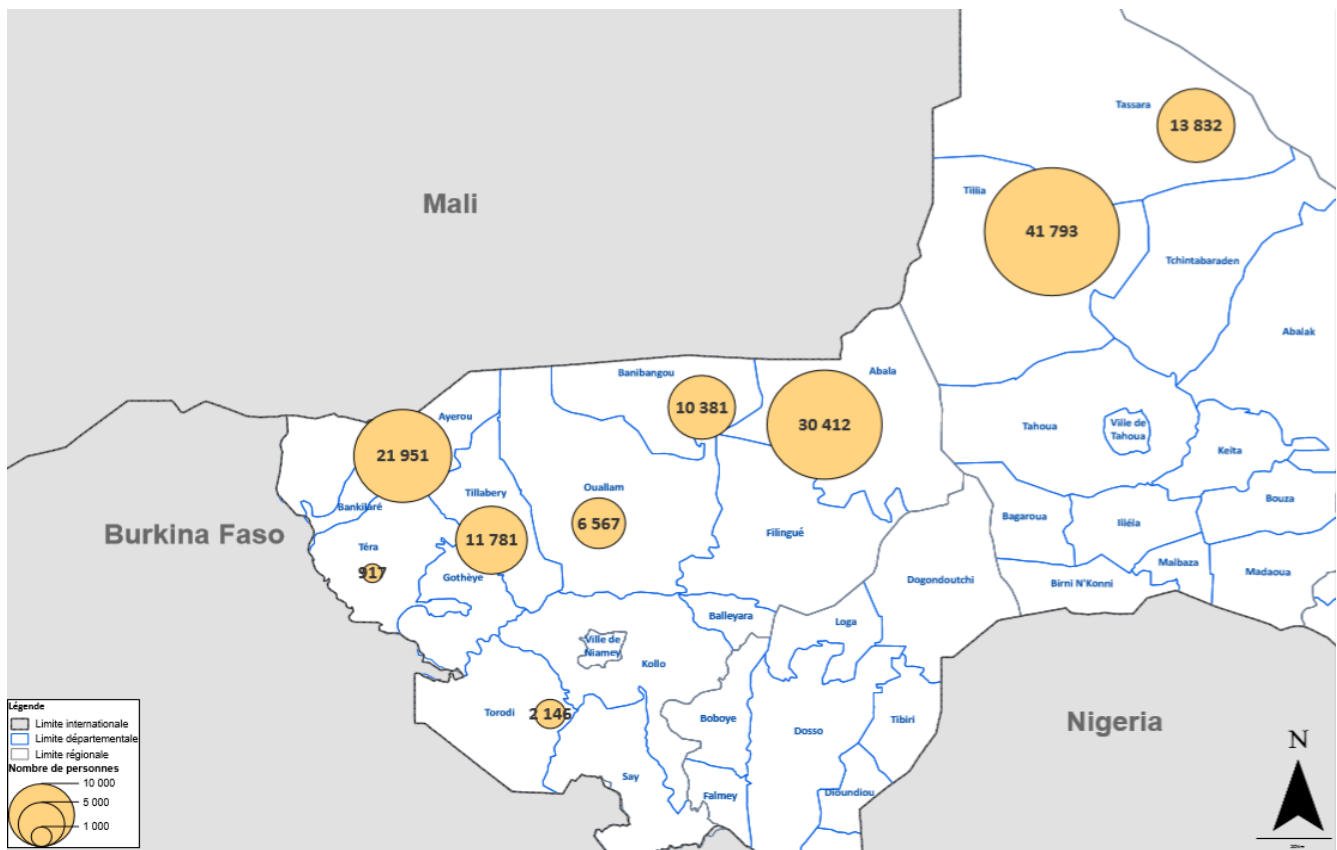 Tassara
13 832
Mali
Tillia
41 793
Tchintabaraden
Abalak
Banibangou
Abala
10 381
30 412
Ayerou
21 951
Tahoua
Ville de
Tahoua
Keïta
Ouallam
Tillabery
Bankilaré
Bouza
Burkina Faso
6 567
11 781
Filingué
Bagaroua
Illéla
Téra
917
Gothèye
Dogondoutchi
Birni N'Konni
Malbaza
Madaoua
Balleyara
Loga
Ville de
Niamey
Kollo
Torodi
2 146
Boboye
Dosso
Tibiri
Nigeria
Say
Falmey
Dioundiou
N
Légende
Limite internationale
Limite départementale
Limite régionale
Nombre de personnes
10 000
5 000
1 000